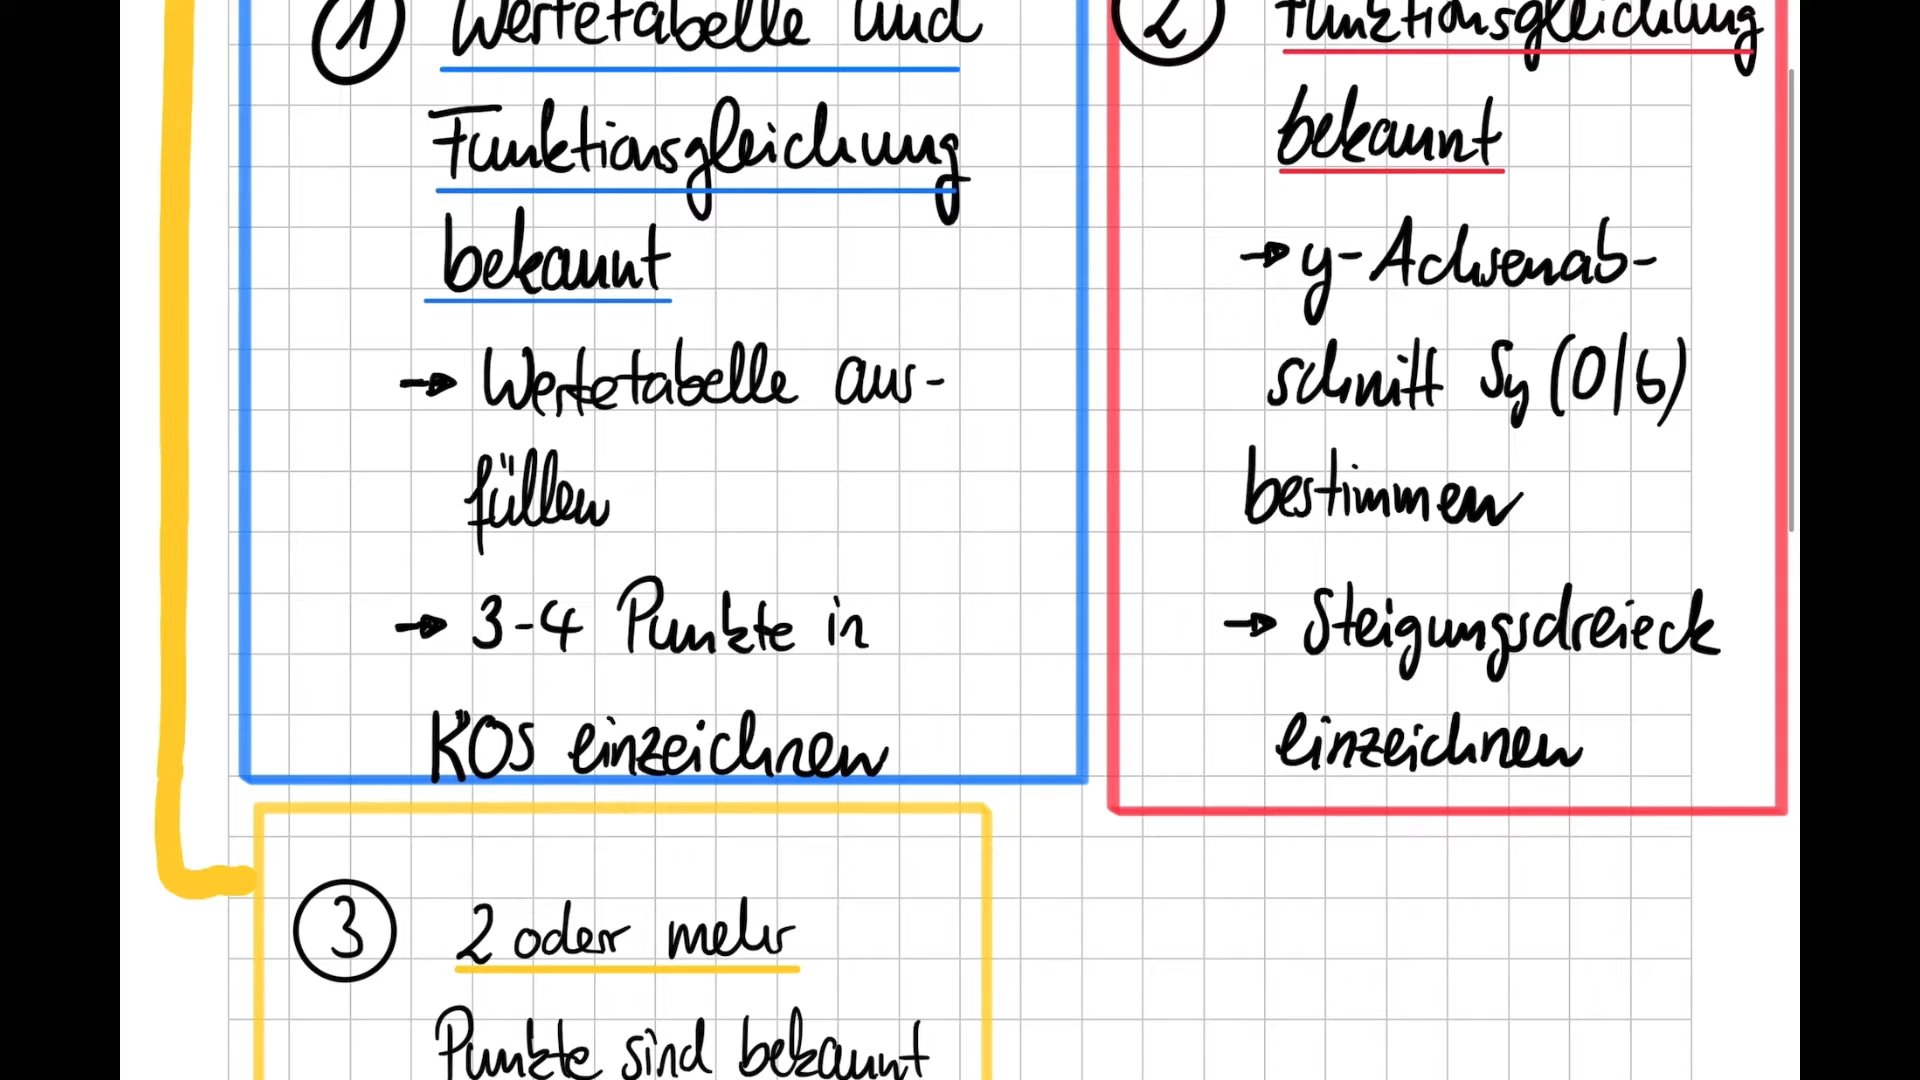 ① Wertetabelle und
Funktionsgleichung
bekannt
→ Wertetabelle aus-
füllen
→ 3-4 Punkte in
KOS einzeichnen
② Funktionsgleichung
bekannt
→ y-Achsenab-
schnitt Sy (0|b)
bestimmen
→ Steigungsdreieck
einzeichnen
③ 2 oder mehr
Punkte sind bekannt